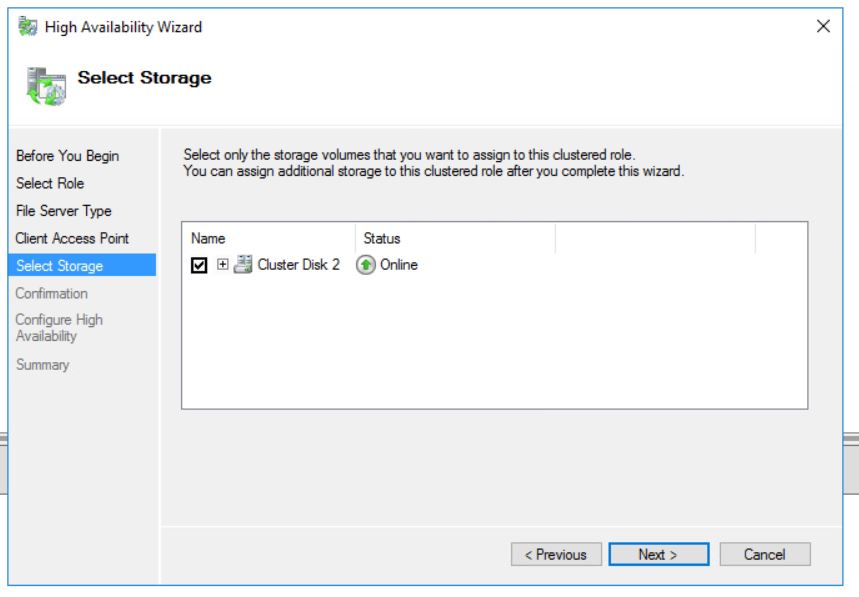 High Availability Wizard
Select Storage
Before You Begin
Select Role
File Server Type
Client Access Point
Select Storage
Confirmation
Configure High
Availability
Summary
Select only the storage volumes that you want to assign to this clustered role.
You can assign additional storage to this clustered role after you complete this wizard.
Name Status
Cluster Disk 2 Online
< Previous Next > Cancel